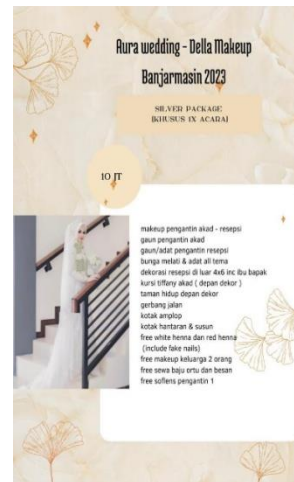 Aura wedding - Della Makeup
Banjarmasin 2023
SILVER PACKAGE
(KHUSUS 1X ACARA)
10 JT
makeup pengantin akad - resepsi
gaun pengantin akad
gaun/adat pengantin resepsi
bunga melati & adat all tema
dekorasi resepsi di luar 4x6 inc ibu bapak
kursi tiffany akad ( depan dekor )
taman hidup depan dekor
gerbang jalan
kotak amplop
kotak hantaran & susun
free white henna dan red henna
(include fake nails)
free makeup keluarga 2 orang
free sewa baju ortu dan besan
free soflens pengantin 1